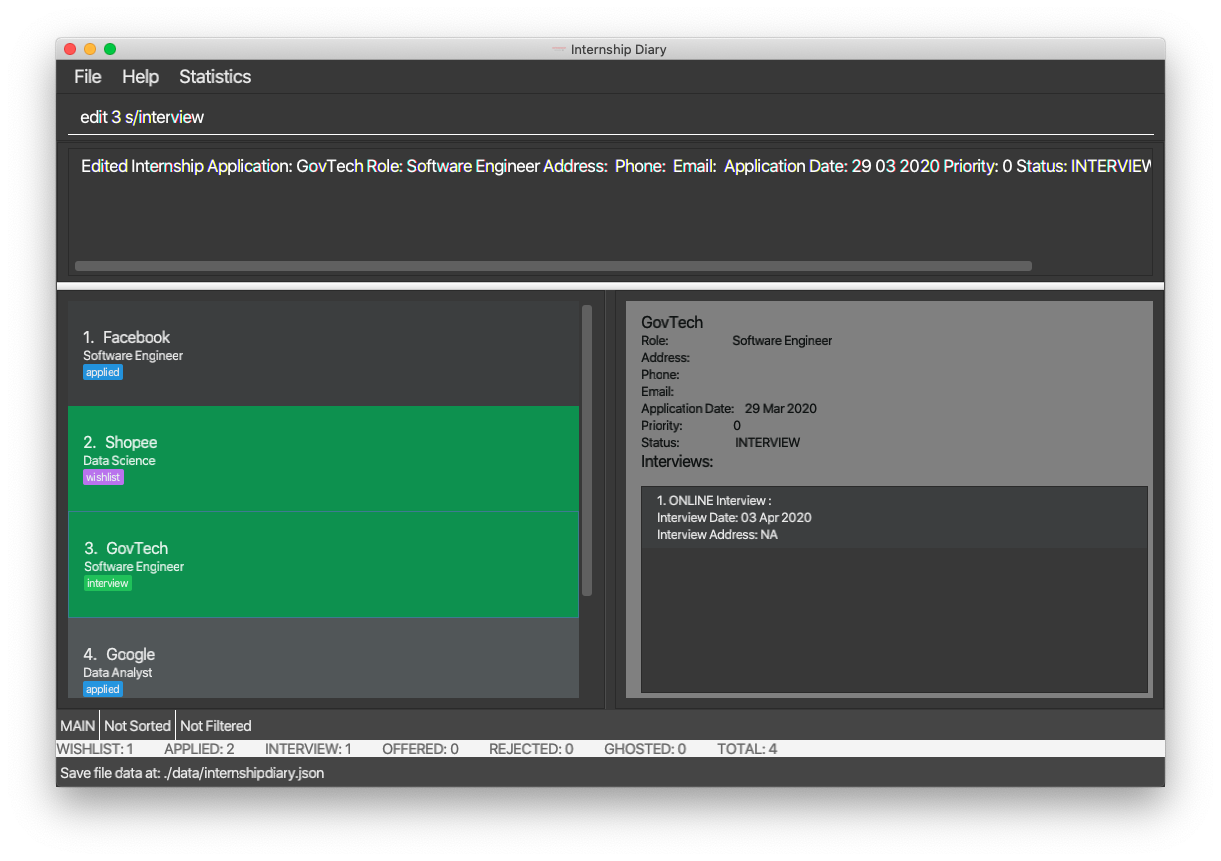 Internship Diary
File Help Statistics
edit 3 s/interview
Edited Internship Application: GovTech Role: Software Engineer Address: Phone: Email: Application Date: 29 03 2020 Priority: 0 Status: INTERVIEW
1. Facebook
Software Engineer
applied
2. Shopee
Data Science
wishlist
3. GovTech
Software Engineer
interview
4. Google
Data Analyst
applied
GovTech
Role: Software Engineer
Address:
Phone:
Email:
Application Date: 29 Mar 2020
Priority: 0
Status: INTERVIEW
Interviews:
1. ONLINE Interview :
Interview Date: 03 Apr 2020
Interview Address: NA
MAIN Not Sorted Not Filtered
WISHLIST: 1 APPLIED: 2 INTERVIEW: 1 OFFERED: 0 REJECTED: 0 GHOSTED: 0 TOTAL: 4
Save file data at: ./data/internshipdiary.json